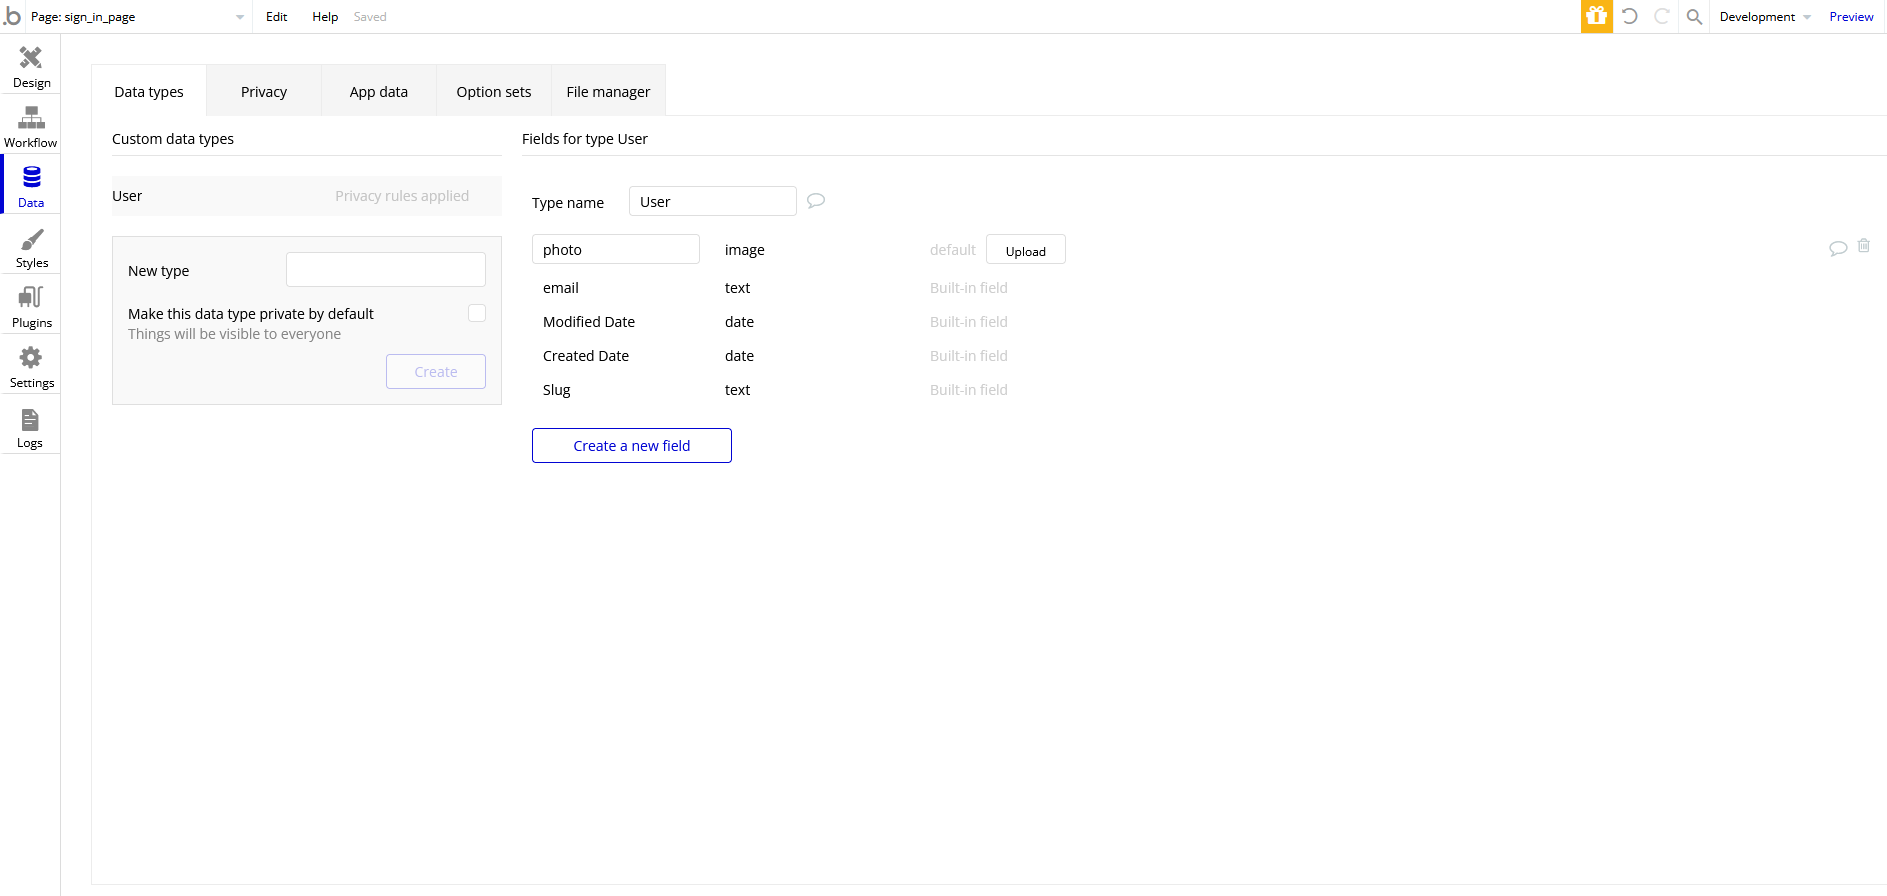 .b Page: sign_in_page Edit Help Saved Development Preview
Design
Workflow
Data
Styles
Plugins
Settings
Logs
Data types Privacy App data Option sets File manager
Custom data types
User Privacy rules applied
New type
Make this data type private by default
Things will be visible to everyone
Create
Fields for type User
Type name User
photo image default Upload
email text Built-in field
Modified Date date Built-in field
Created Date date Built-in field
Slug text Built-in field
Create a new field